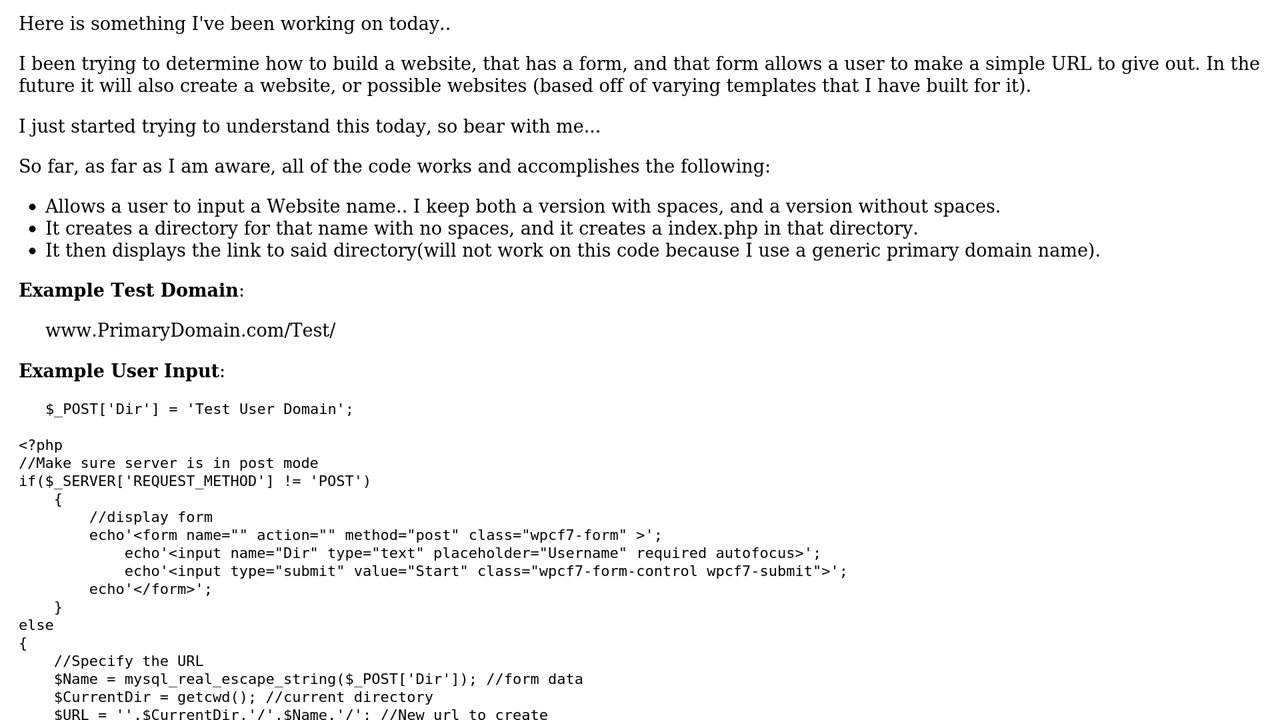 Here is something I've been working on today..
I been trying to determine how to build a website, that has a form, and that form allows a user to make a simple URL to give out. In the
future it will also create a website, or possible websites (based off of varying templates that I have built for it).
I just started trying to understand this today, so bear with me...
So far, as far as I am aware, all of the code works and accomplishes the following:
• Allows a user to input a Website name.. I keep both a version with spaces, and a version without spaces.
• It creates a directory for that name with no spaces, and it creates a index.php in that directory.
• It then displays the link to said directory(will not work on this code because I use a generic primary domain name).
Example Test Domain:
www.PrimaryDomain.com/Test/
Example User Input:
$_POST['Dir'] = 'Test User Domain';
<?php
//Make sure server is in post mode
if($_SERVER['REQUEST_METHOD'] != 'POST')
    {
        //display form
        echo'<form name="" action="" method="post" class="wpcf7-form" >';
            echo'<input name="Dir" type="text" placeholder="Username" required autofocus>';
            echo'<input type="submit" value="Start" class="wpcf7-form-control wpcf7-submit">';
        echo'</form>';
    }
else
{
    //Specify the URL
    $Name = mysql_real_escape_string($_POST['Dir']); //form data
    $CurrentDir = getcwd(); //current directory
    $URL = ''.$CurrentDir.'/'.$Name.'/'; //New url to create